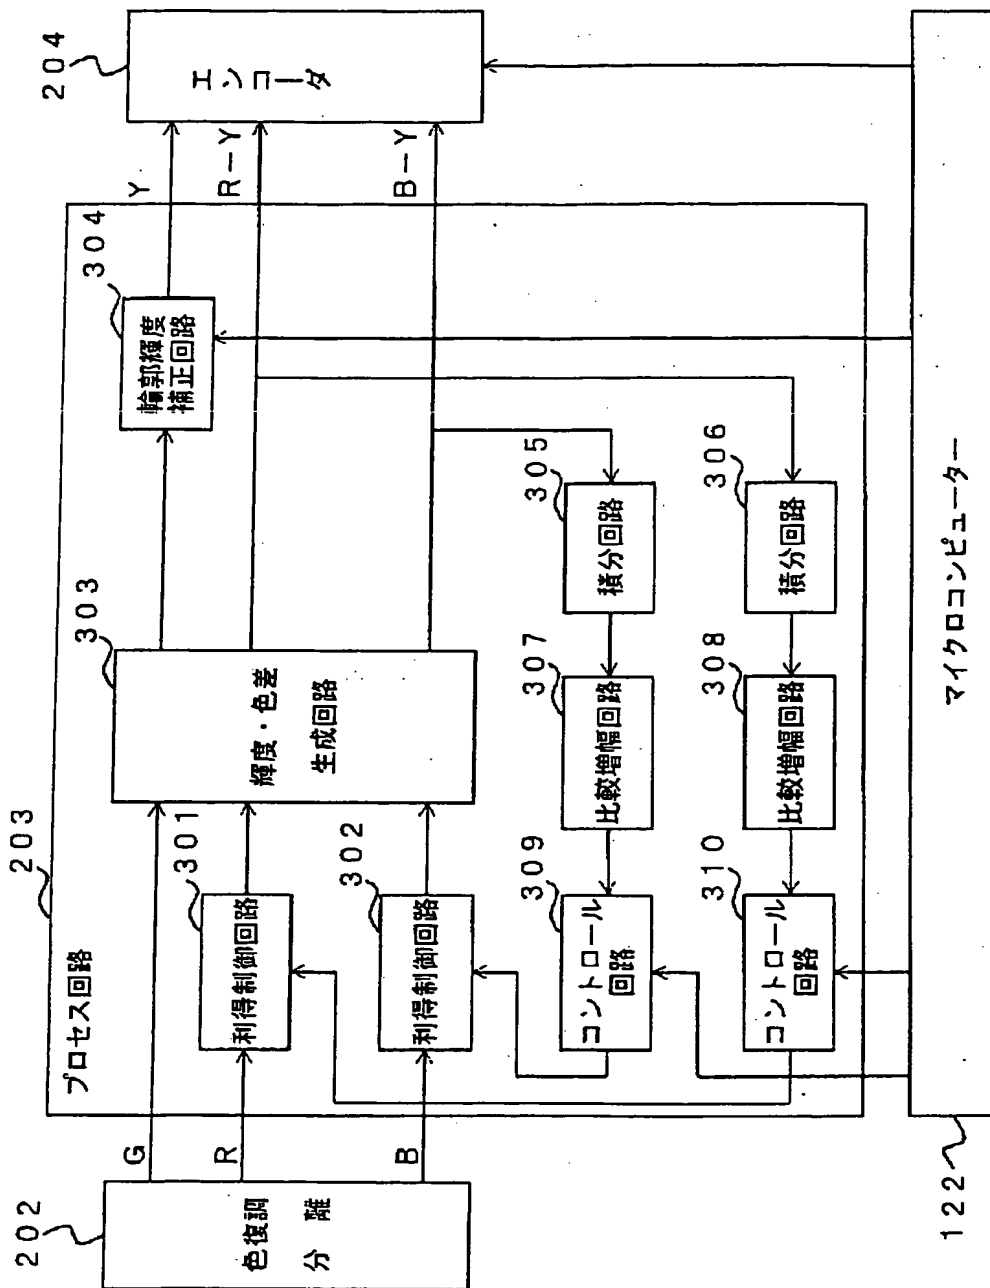 202
色復調
分離
G
R
B
203
プロセス回路
301
利得制御回路
302
利得制御回路
303
輝度・色差
生成回路
304
輪郭輝度
補正回路
Y
R−Y
B−Y
204
エンコーダ
305
積分回路
306
積分回路
307
比較増幅回路
308
比較増幅回路
309
コントロール
回路
310
コントロール
回路
122
マイクロコンピューター